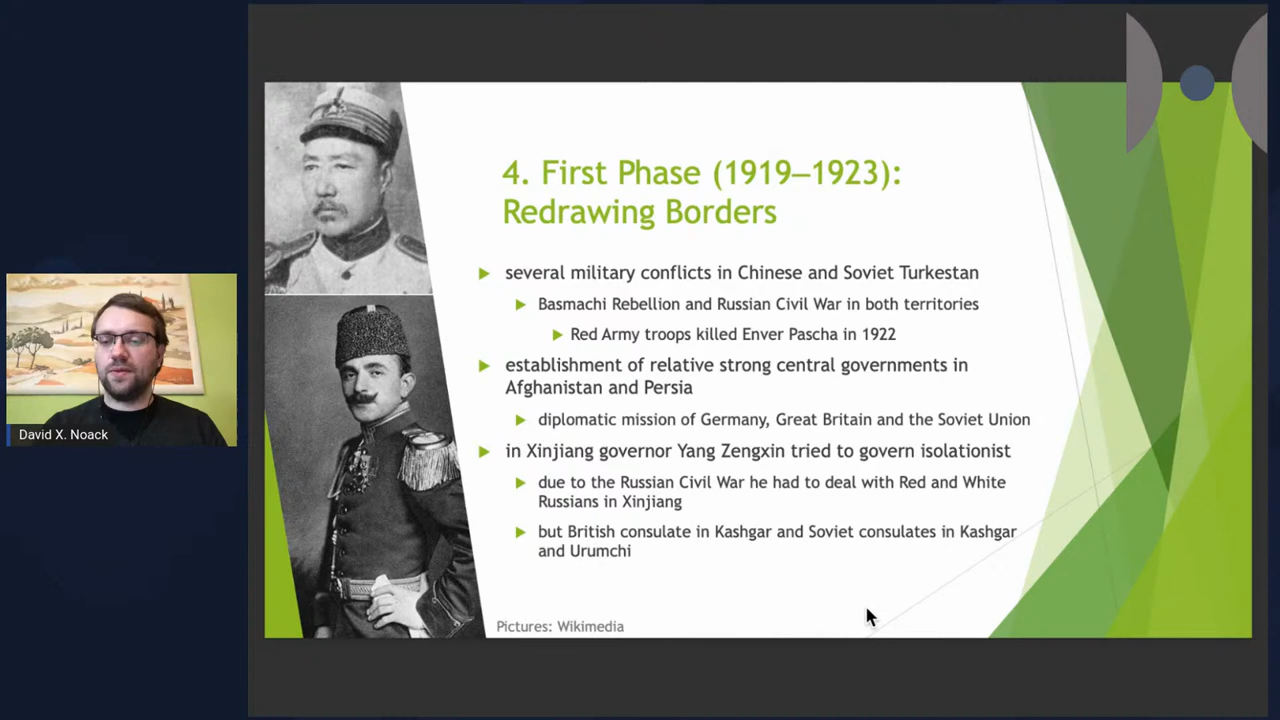 4. First Phase (1919–1923):
Redrawing Borders
several military conflicts in Chinese and Soviet Turkestan
Basmachi Rebellion and Russian Civil War in both territories
Red Army troops killed Enver Pascha in 1922
establishment of relative strong central governments in
Afghanistan and Persia
diplomatic mission of Germany, Great Britain and the Soviet Union
in Xinjiang governor Yang Zengxin tried to govern isolationist
due to the Russian Civil War he had to deal with Red and White
Russians in Xinjiang
but British consulate in Kashgar and Soviet consulates in Kashgar
and Urumchi
Pictures: Wikimedia
David X. Noack